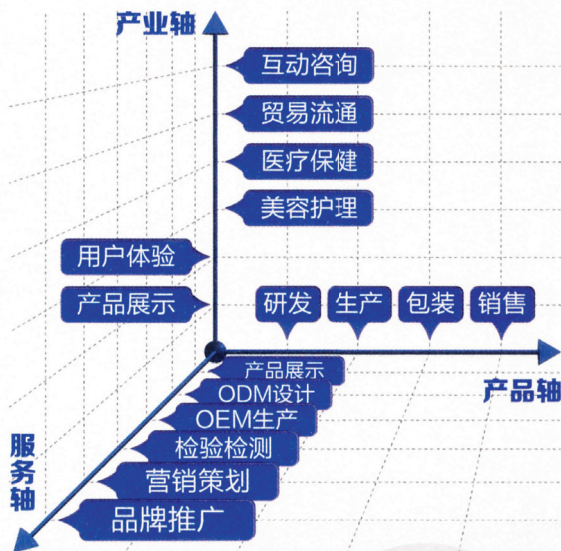 产业轴
互动咨询
贸易流通
医疗保健
美容护理
用户体验
产品展示
研发 生产 包装 销售
产品轴
产品展示
ODM设计
OEM生产
检验检测
营销策划
品牌推广
服务轴